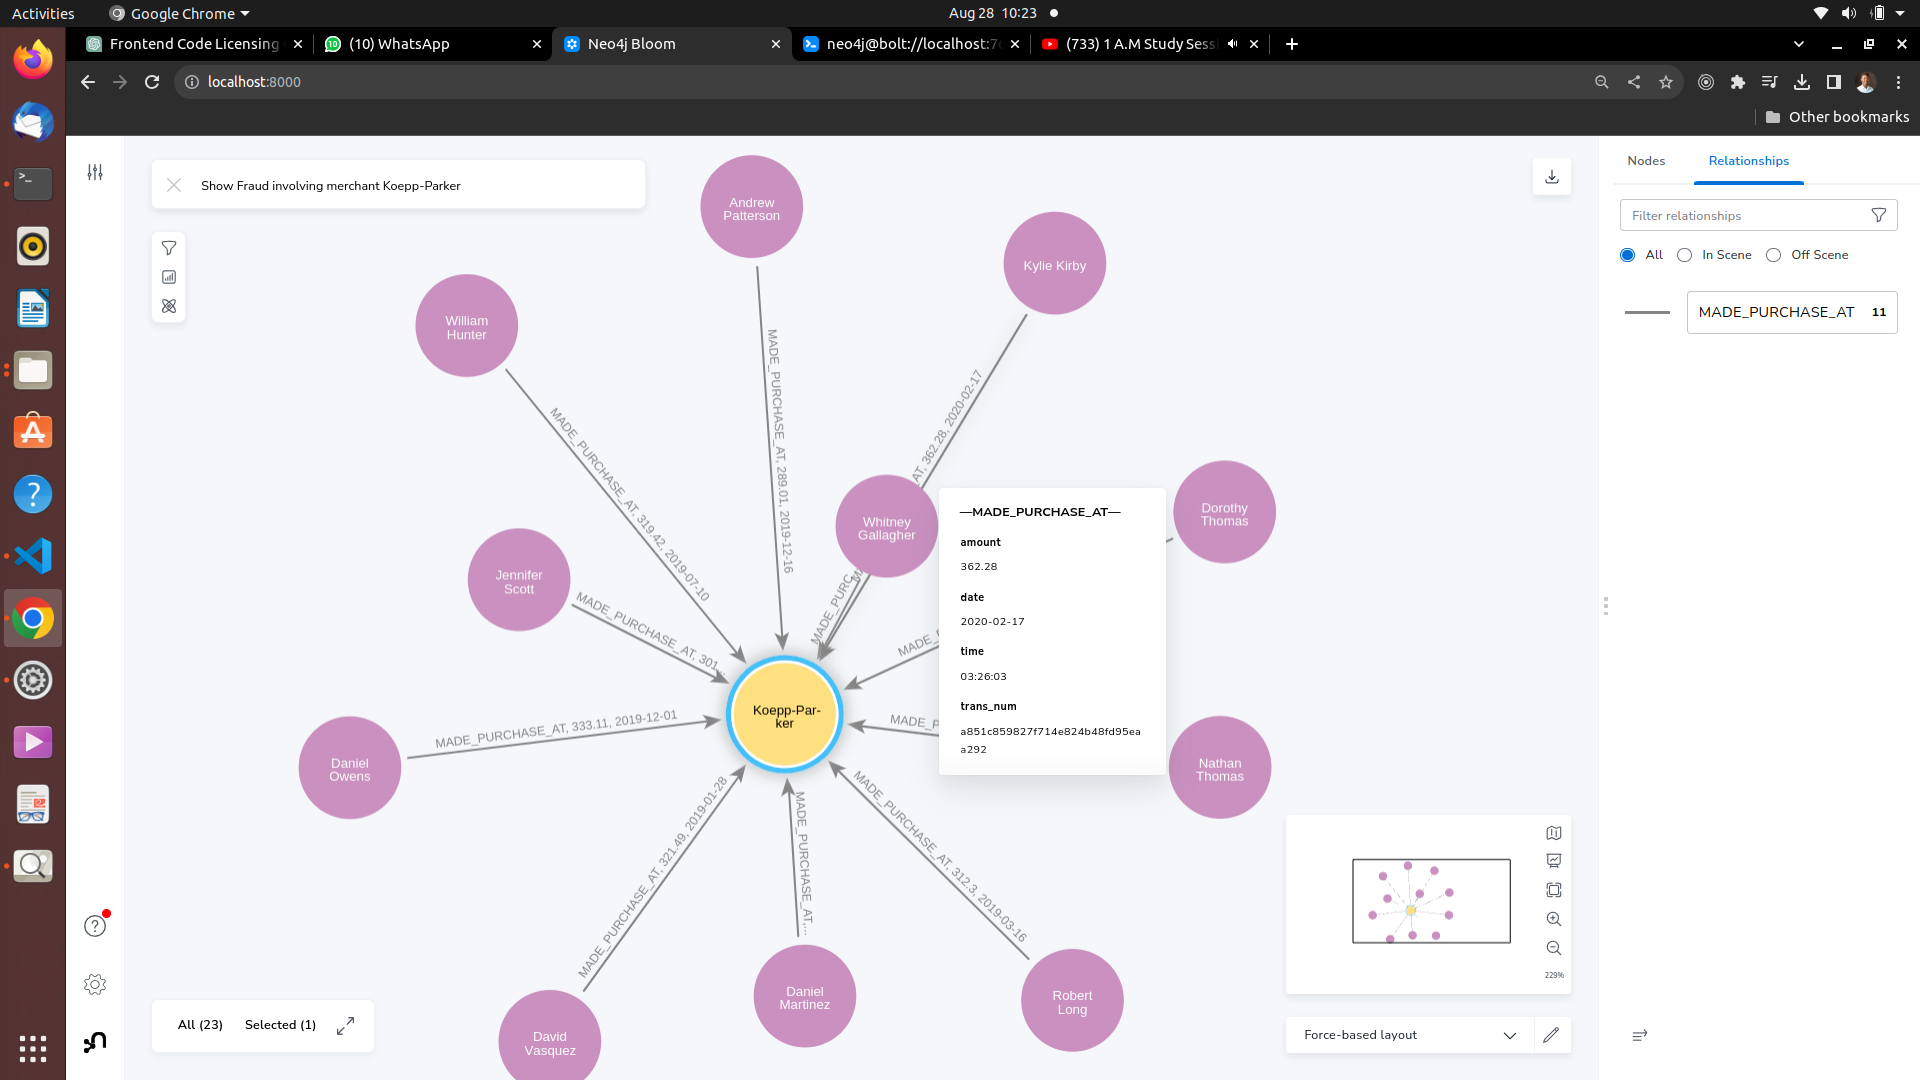 Activities
Google Chrome
Aug 28 10:23
Frontend Code Licensing
(10) WhatsApp
Neo4j Bloom
neo4j@bolt://localhost:7
(733) 1 A.M Study Sess
localhost:8000
Other bookmarks
Show Fraud involving merchant Koepp-Parker
Andrew
Patterson
Kylie Kirby
William
Hunter
MADE_PURCHASE_AT, 289.01, 2019-12-16
AT, 362.28, 2020-02-17
MADE_PURCHASE_AT, 319.42, 2019-07-10
Whitney
Gallagher
Dorothy
Thomas
Jennifer
Scott
MADE_PURCHASE_AT, 301...
MADE_PURC
MADE_P
Koepp-Par-
ker
MADE_PURCHASE_AT, 333.11, 2019-12-01
MADE_P
Daniel
Owens
Nathan
Thomas
MADE_PURCHASE_AT, 321.49, 2019-01-28
MADE_PURCHASE_AT,...
MADE_PURCHASE_AT, 312.3, 2019-03-16
Daniel
Martinez
Robert
Long
David
Vasquez
—MADE_PURCHASE_AT—
amount
362.28
date
2020-02-17
time
03:26:03
trans_num
a851c859827f714e824b48fd95ea
a292
All (23)
Selected (1)
229%
Force-based layout
Nodes
Relationships
Filter relationships
All
In Scene
Off Scene
MADE_PURCHASE_AT 11